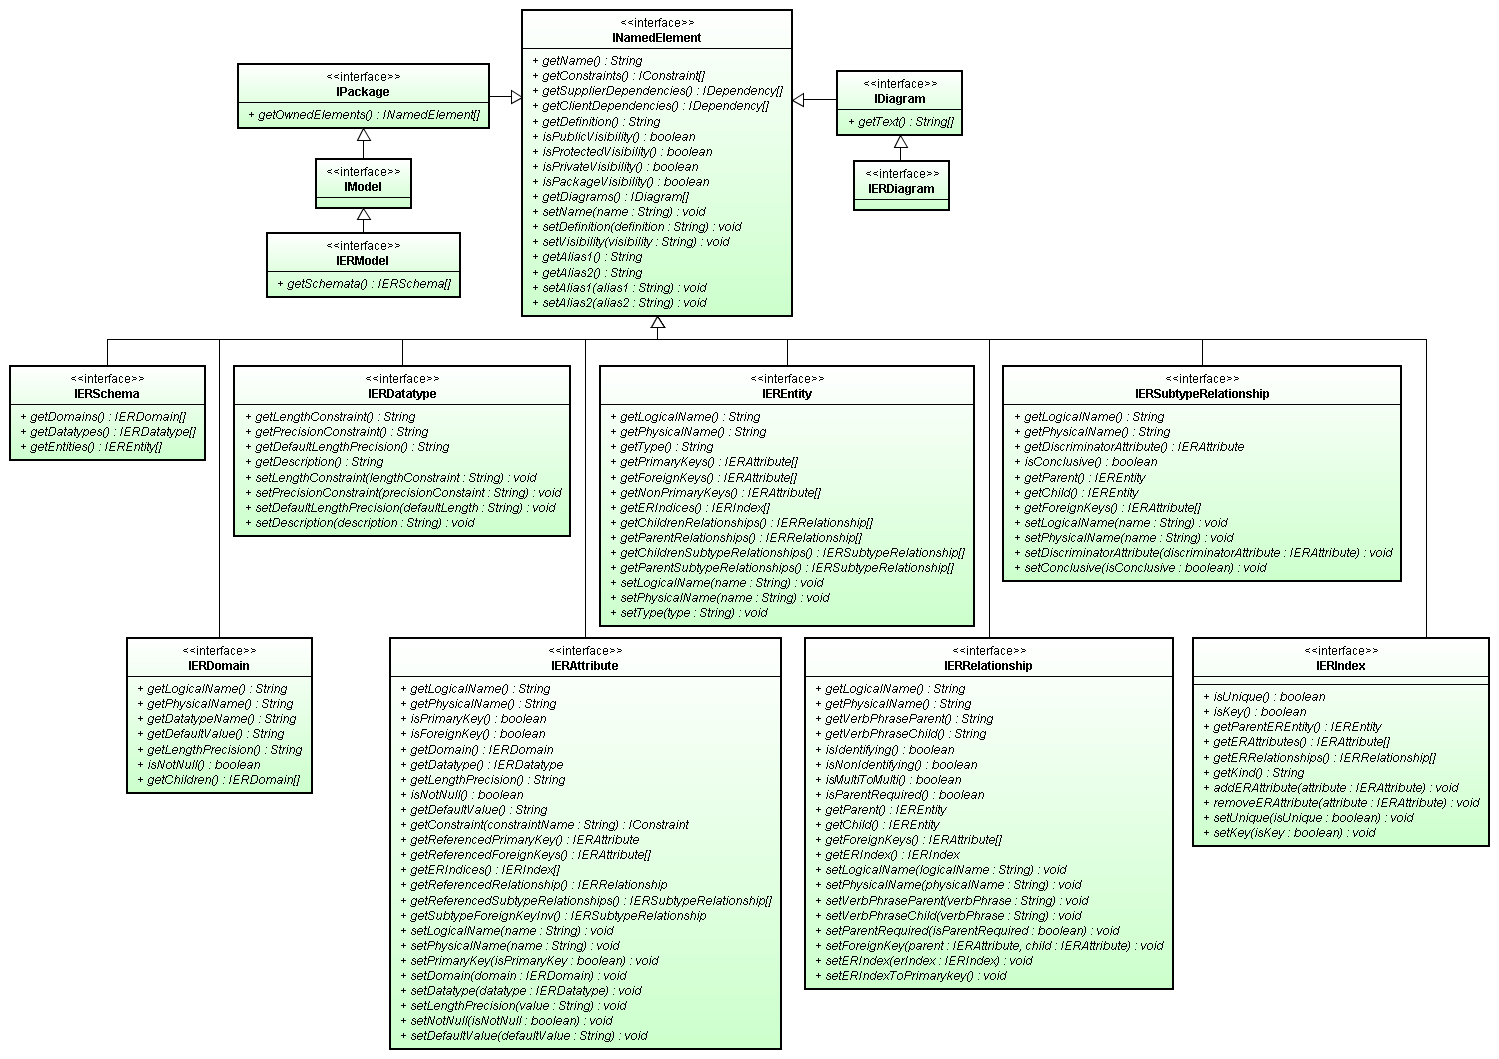 <<interface>>
INamedElement
+ getName() : String
+ getConstraints() : IConstraint[]
+ getSupplierDependencies() : IDependency[]
+ getClientDependencies() : IDependency[]
+ getDefinition() : String
+ isPublicVisibility() : boolean
+ isProtectedVisibility() : boolean
+ isPrivateVisibility() : boolean
+ isPackageVisibility() : boolean
+ getDiagrams() : IDiagram[]
+ setName(name : String) : void
+ setDefinition(definition : String) : void
+ setVisibility(visibility : String) : void
+ getAlias1() : String
+ getAlias2() : String
+ setAlias1(alias1 : String) : void
+ setAlias2(alias2 : String) : void
<<interface>>
IPackage
+ getOwnedElements() : INamedElement[]
<<interface>>
IModel
<<interface>>
IERModel
+ getSchemata() : IERSchema[]
<<interface>>
IDiagram
+ getText() : String[]
<<interface>>
IERDiagram
<<interface>>
IERSchema
+ getDomains() : IERDomain[]
+ getDatatypes() : IERDatatype[]
+ getEntities() : IEREntity[]
<<interface>>
IERDatatype
+ getLengthConstraint() : String
+ getPrecisionConstraint() : String
+ getDefaultLengthPrecision() : String
+ getDescription() : String
+ setLengthConstraint(lengthConstraint : String) : void
+ setPrecisionConstraint(precisionConstaint : String) : void
+ setDefaultLengthPrecision(defaultLength : String) : void
+ setDescription(description : String) : void
<<interface>>
IEREntity
+ getLogicalName() : String
+ getPhysicalName() : String
+ getType() : String
+ getPrimaryKeys() : IERAttribute[]
+ getForeignKeys() : IERAttribute[]
+ getNonPrimaryKeys() : IERAttribute[]
+ getERIndices() : IERIndex[]
+ getChildrenRelationships() : IERRelationship[]
+ getParentRelationships() : IERRelationship[]
+ getChildrenSubtypeRelationships() : IERSubtypeRelationship[]
+ getParentSubtypeRelationships() : IERSubtypeRelationship[]
+ setLogicalName(name : String) : void
+ setPhysicalName(name : String) : void
+ setType(type : String) : void
<<interface>>
IERSubtypeRelationship
+ getLogicalName() : String
+ getPhysicalName() : String
+ getDiscriminatorAttribute() : IERAttribute
+ isConclusive() : boolean
+ getParent() : IEREntity
+ getChild() : IEREntity
+ getForeignKeys() : IERAttribute[]
+ setLogicalName(name : String) : void
+ setPhysicalName(name : String) : void
+ setDiscriminatorAttribute(discriminatorAttribute : IERAttribute) : void
+ setConclusive(isConclusive : boolean) : void
<<interface>>
IERDomain
+ getLogicalName() : String
+ getPhysicalName() : String
+ getDatatypeName() : String
+ getDefaultValue() : String
+ getLengthPrecision() : String
+ isNotNull() : boolean
+ getChildren() : IERDomain[]
<<interface>>
IERAttribute
+ getLogicalName() : String
+ getPhysicalName() : String
+ isPrimaryKey() : boolean
+ isForeignKey() : boolean
+ getDomain() : IERDomain
+ getDatatype() : IERDatatype
+ getLengthPrecision() : String
+ isNotNull() : boolean
+ getDefaultValue() : String
+ getConstraint(constraintName : String) : IConstraint
+ getReferencedPrimaryKey() : IERAttribute
+ getReferencedForeignKeys() : IERAttribute[]
+ getERIndices() : IERIndex[]
+ getReferencedRelationship() : IERRelationship
+ getReferencedSubtypeRelationships() : IERSubtypeRelationship[]
+ getSubtypeForeignKeyInv() : IERSubtypeRelationship
+ setLogicalName(name : String) : void
+ setPhysicalName(name : String) : void
+ setPrimaryKey(isPrimaryKey : boolean) : void
+ setDomain(domain : IERDomain) : void
+ setDatatype(datatype : IERDatatype) : void
+ setLengthPrecision(value : String) : void
+ setNotNull(isNotNull : boolean) : void
+ setDefaultValue(defaultValue : String) : void
<<interface>>
IERRelationship
+ getLogicalName() : String
+ getPhysicalName() : String
+ getVerbPhraseParent() : String
+ getVerbPhraseChild() : String
+ isIdentifying() : boolean
+ isNonIdentifying() : boolean
+ isMultiToMulti() : boolean
+ isParentRequired() : boolean
+ getParent() : IEREntity
+ getChild() : IEREntity
+ getForeignKeys() : IERAttribute[]
+ getERIndex() : IERIndex
+ setLogicalName(logicalName : String) : void
+ setPhysicalName(physicalName : String) : void
+ setVerbPhraseParent(verbPhrase : String) : void
+ setVerbPhraseChild(verbPhrase : String) : void
+ setParentRequired(isParentRequired : boolean) : void
+ setForeignKey(parent : IERAttribute, child : IERAttribute) : void
+ setERIndex(erIndex : IERIndex) : void
+ setERIndexToPrimarykey() : void
<<interface>>
IERIndex
+ isUnique() : boolean
+ isKey() : boolean
+ getParentEREntity() : IEREntity
+ getERAttributes() : IERAttribute[]
+ getERRelationships() : IERRelationship[]
+ getKind() : String
+ addERAttribute(attribute : IERAttribute) : void
+ removeERAttribute(attribute : IERAttribute) : void
+ setUnique(isUnique : boolean) : void
+ setKey(isKey : boolean) : void